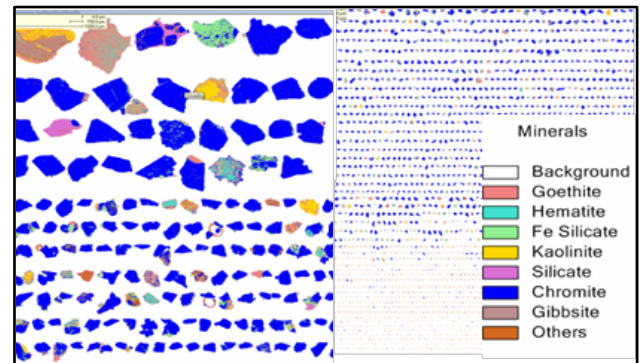 Minerals
Background
Goethite
Hematite
Fe Silicate
Kaolinite
Silicate
Chromite
Gibbsite
Others